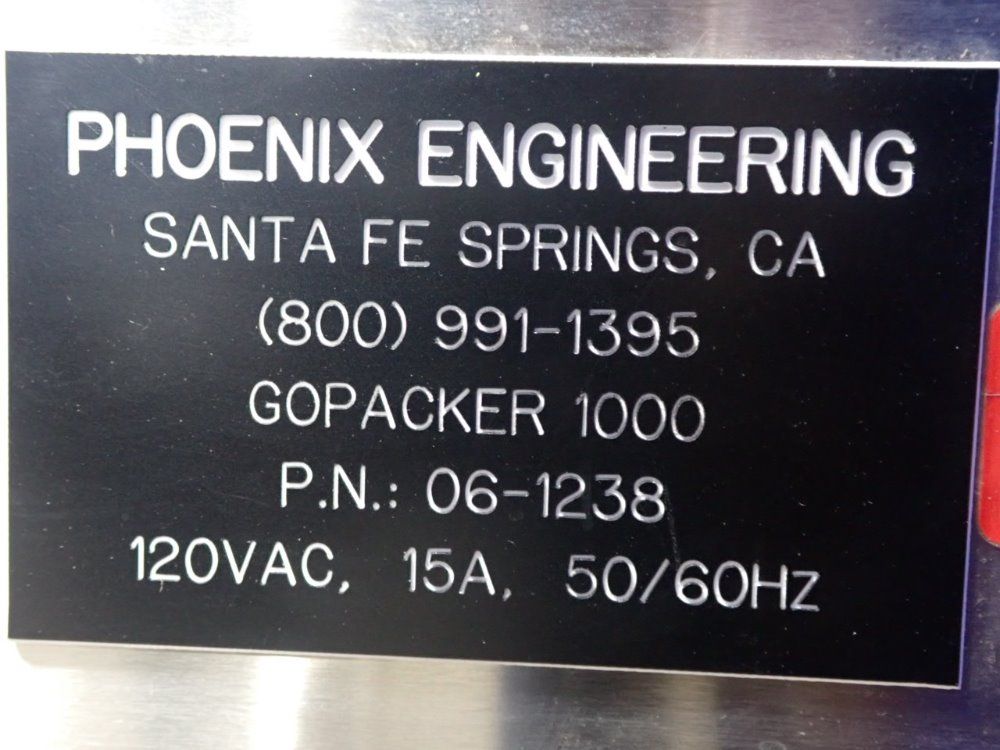 PHOENIX ENGINEERING
SANTA FE SPRINGS, CA
(800) 991-1395
GOPACKER 1000
P.N.: 06-1238
120VAC, 15A, 50/60Hz